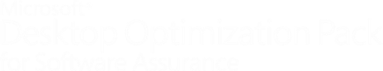 Microsoft
Desktop Optimization Pack
for Software Assurance